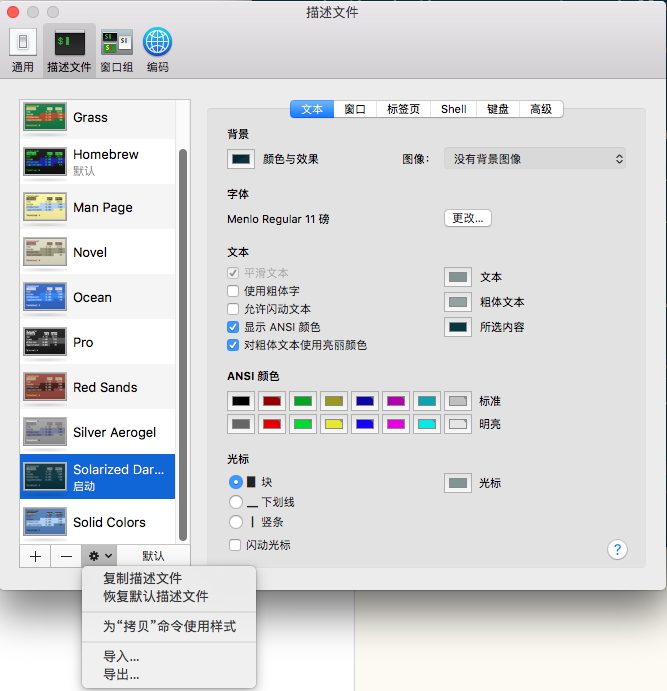 描述文件
通用
描述文件
窗口组
编码
文本
窗口
标签页
Shell
键盘
高级
Grass
Homebrew
默认
Man Page
Novel
Ocean
Pro
Red Sands
Silver Aerogel
Solarized Dar...
启动
Solid Colors
默认
背景
颜色与效果
图像：
没有背景图像
字体
Menlo Regular 11 磅
更改...
文本
平滑文本
使用粗体字
允许闪动文本
显示 ANSI 颜色
对粗体文本使用亮丽颜色
文本
粗体文本
所选内容
ANSI 颜色
标准
明亮
光标
块
下划线
竖条
闪动光标
光标
?
复制描述文件
恢复默认描述文件
为“拷贝”命令使用样式
导入...
导出...